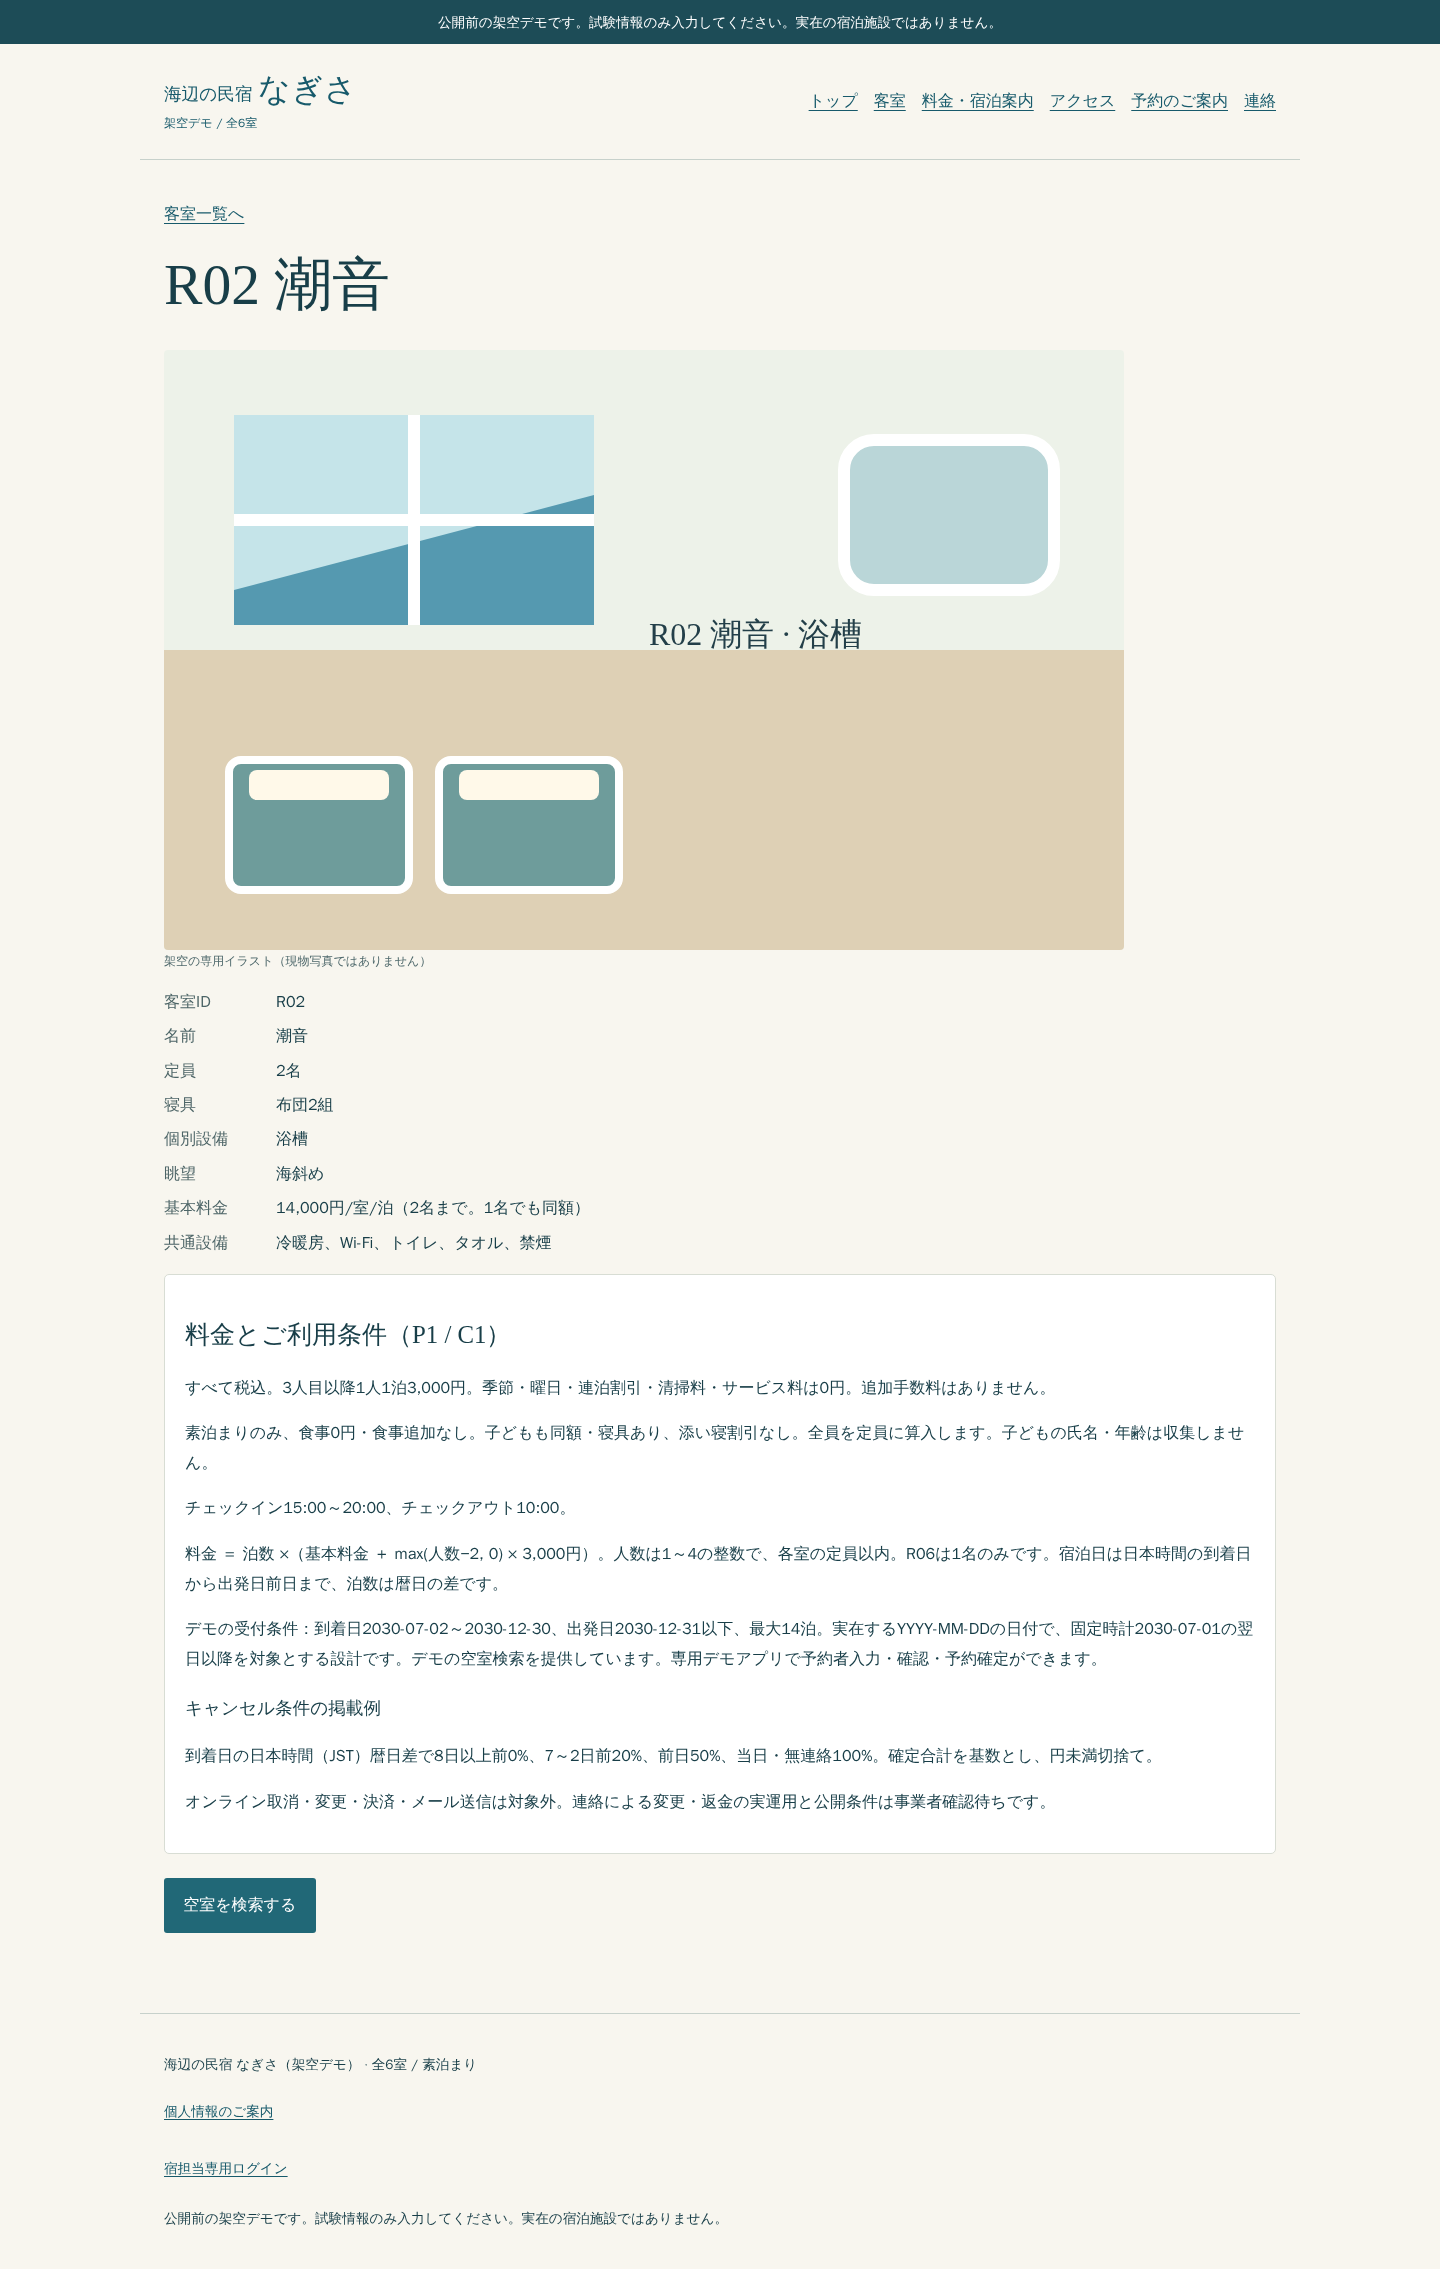 公開前の架空デモです。試験情報のみ入力してください。実在の宿泊施設ではありません。
海辺の民宿 なぎさ
架空デモ / 全6室
トップ 客室 料金・宿泊案内 アクセス 予約のご案内 連絡
客室一覧へ
R02 潮音
R02 潮音 · 浴槽
架空の専用イラスト（現物写真ではありません）
客室ID R02
名前 潮音
定員 2名
寝具 布団2組
個別設備 浴槽
眺望 海斜め
基本料金 14,000円/室/泊（2名まで。1名でも同額）
共通設備 冷暖房、Wi-Fi、トイレ、タオル、禁煙
料金とご利用条件（P1 / C1）
すべて税込。3人目以降1人1泊3,000円。季節・曜日・連泊割引・清掃料・サービス料は0円。追加手数料はありません。
素泊まりのみ、食事0円・食事追加なし。子どもも同額・寝具あり、添い寝割引なし。全員を定員に算入します。子どもの氏名・年齢は収集しませ
ん。
チェックイン15:00～20:00、チェックアウト10:00。
料金 ＝ 泊数 ×（基本料金 ＋ max(人数−2, 0) × 3,000円）。人数は1～4の整数で、各室の定員以内。R06は1名のみです。宿泊日は日本時間の到着日
から出発日前日まで、泊数は暦日の差です。
デモの受付条件：到着日2030-07-02～2030-12-30、出発日2030-12-31以下、最大14泊。実在するYYYY-MM-DDの日付で、固定時計2030-07-01の翌
日以降を対象とする設計です。デモの空室検索を提供しています。専用デモアプリで予約者入力・確認・予約確定ができます。
キャンセル条件の掲載例
到着日の日本時間（JST）暦日差で8日以上前0%、7～2日前20%、前日50%、当日・無連絡100%。確定合計を基数とし、円未満切捨て。
オンライン取消・変更・決済・メール送信は対象外。連絡による変更・返金の実運用と公開条件は事業者確認待ちです。
空室を検索する
海辺の民宿 なぎさ（架空デモ） · 全6室 / 素泊まり
個人情報のご案内
宿担当専用ログイン
公開前の架空デモです。試験情報のみ入力してください。実在の宿泊施設ではありません。